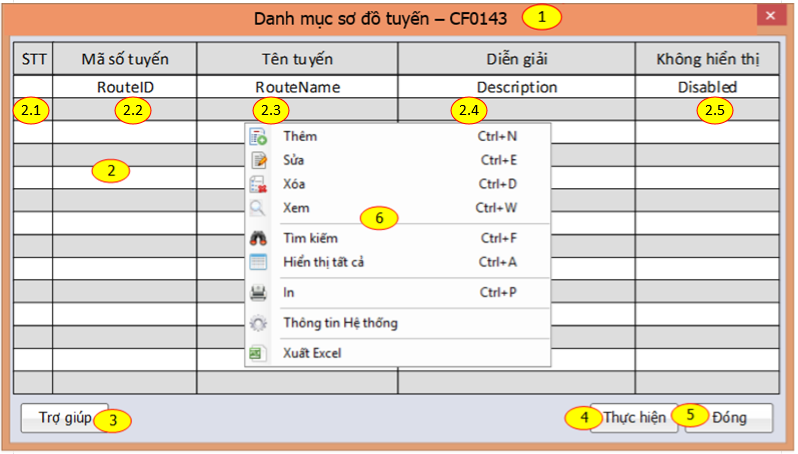 Danh mục sơ đồ tuyến – CF0143 1
STT Mã số tuyến Tên tuyến Diễn giải Không hiển thị
RouteID RouteName Description Disabled
2.1 2.2 2.3 2.4 2.5
Thêm Ctrl+N
Sửa Ctrl+E
2
Xóa Ctrl+D
Xem Ctrl+W
6
Tìm kiếm Ctrl+F
Hiển thị tất cả Ctrl+A
In Ctrl+P
Thông tin Hệ thống
Xuất Excel
Trợ giúp 3 4 Thực hiện 5 Đóng